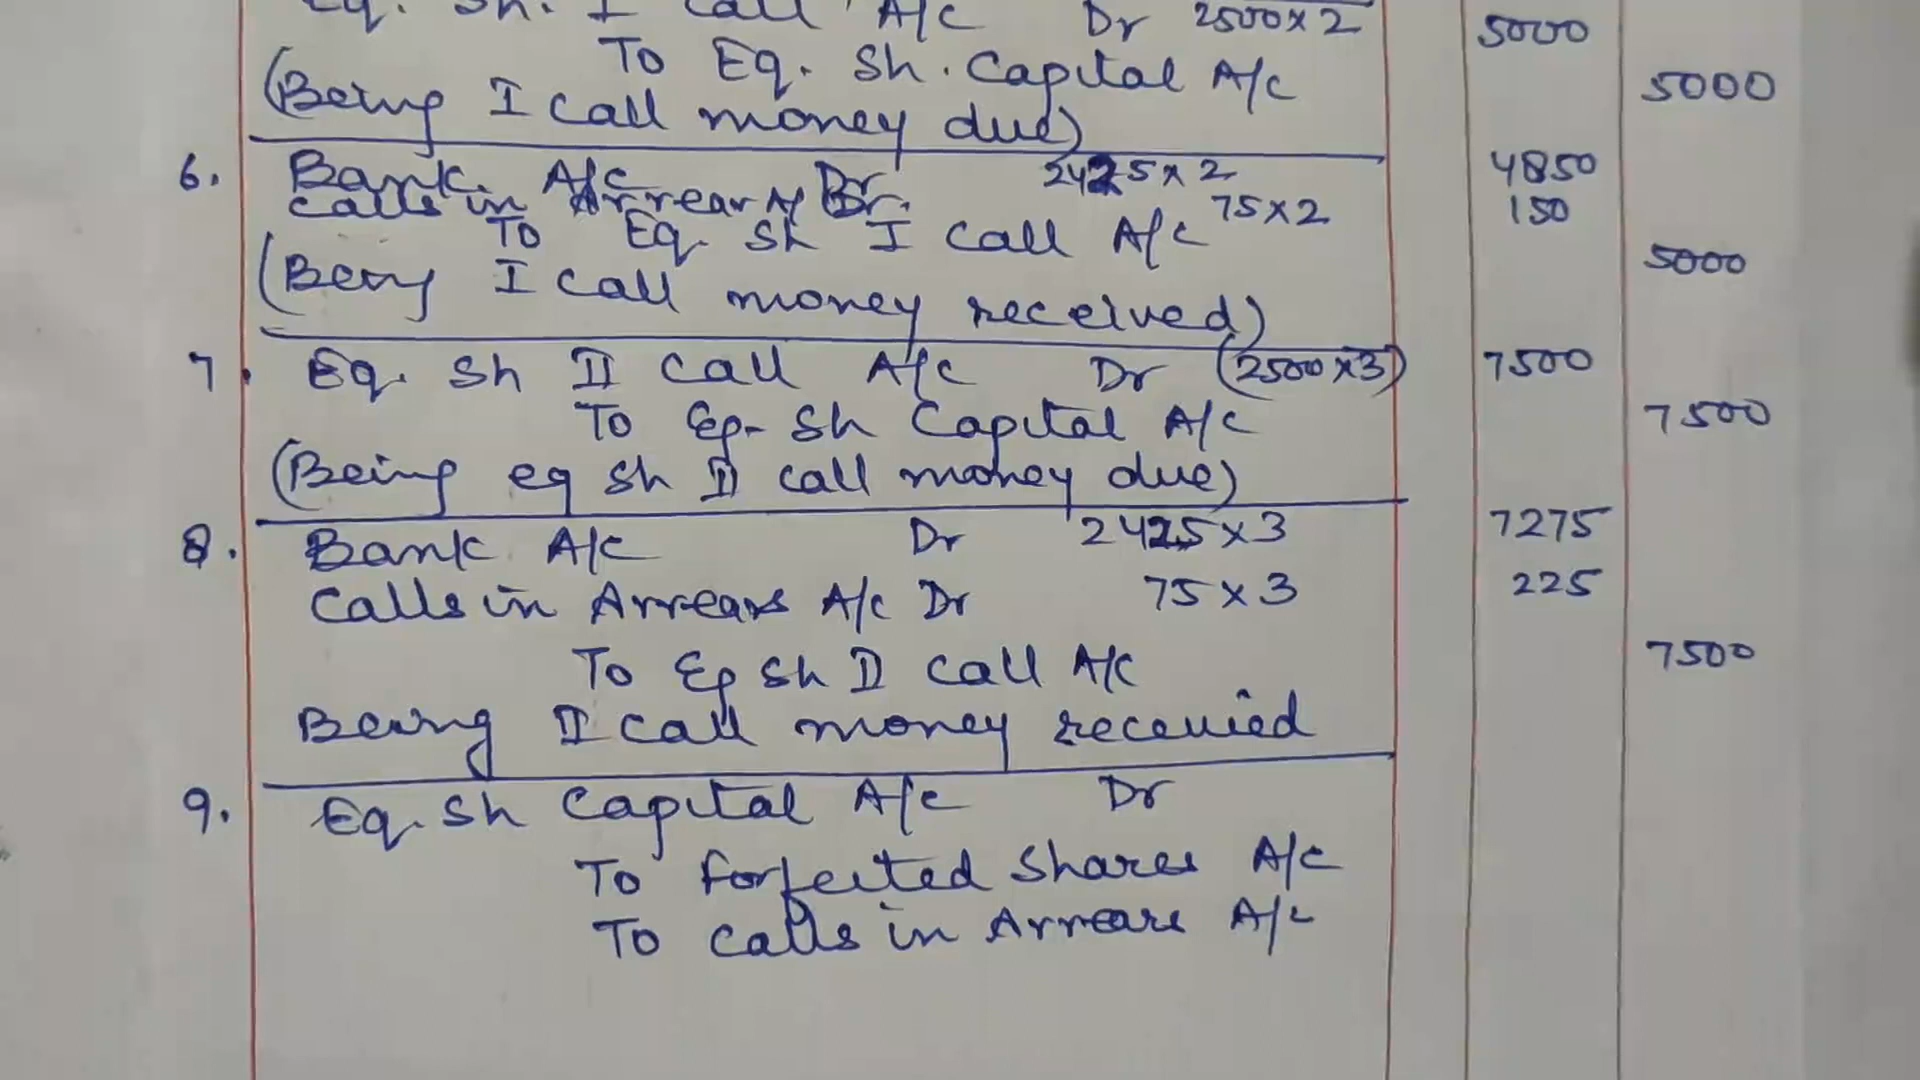 Eq. Sh. I Call A/c Dr 2500x2 5000
To Eq. Sh. Capital A/c 5000
(Being I Call money due)
6. Bank A/c Dr 2425x2 4850
Calls in Arrear A/c Dr. 75x2 150
To Eq. Sh I Call A/c 5000
(Being I Call money received)
7. Eq. Sh II Call A/c Dr (2500x3) 7500
To Eq. Sh Capital A/c 7500
(Being eq Sh II call money due)
8. Bank A/c Dr 2425x3 7275
Calls in Arrears A/c Dr 75x3 225
To Eq Sh II Call A/c 7500
Being II Call money received
9. Eq. Sh Capital A/c Dr
To Forfeited Shares A/c
To Calls in Arrears A/c